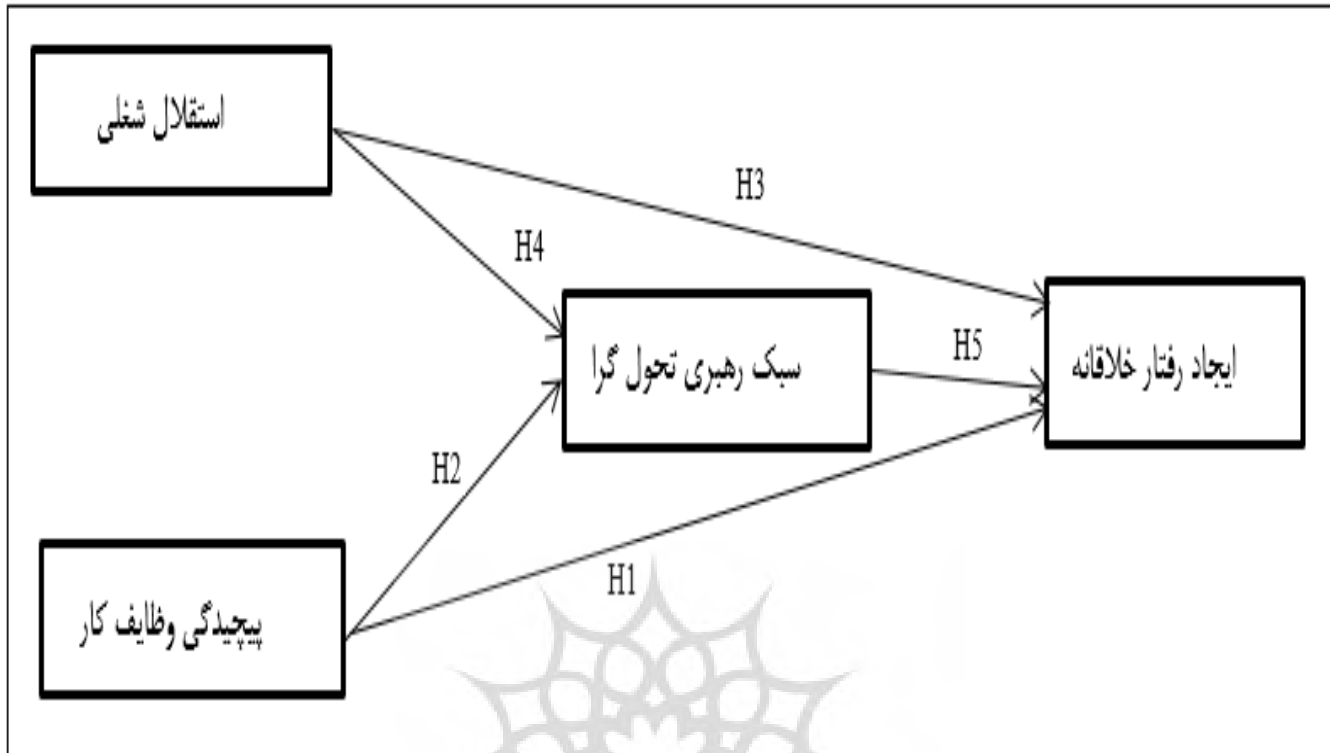 استقلال شغلی
H3
H4
سبک رهبری تحول گرا
H5
ایجاد رفتار خلاقانه
H2
H1
پیچیدگی وظایف کار